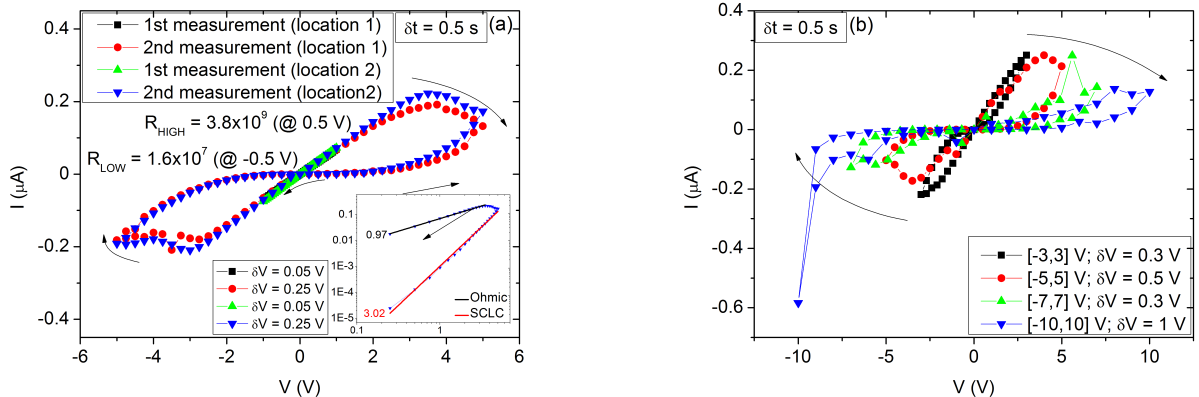 (a)
1st measurement (location 1)
2nd measurement (location 1)
1st measurement (location 2)
2nd measurement (location2)
δt = 0.5 s
R_HIGH = 3.8x10⁹ (@ 0.5 V)
R_LOW = 1.6x10⁷ (@ -0.5 V)
I (μA)
0.4
0.2
0
-0.2
-0.4
-6 -4 -2 0 2 4 6
V (V)
δV = 0.05 V
δV = 0.25 V
δV = 0.05 V
δV = 0.25 V
0.1
0.01
1E-3
1E-4
1E-5
0.97
3.02
Ohmic
SCLC
0.1 1
(b)
δt = 0.5 s
I (μA)
0.4
0.2
0
-0.2
-0.4
-0.6
-10 -5 0 5 10
V (V)
[-3,3] V; δV = 0.3 V
[-5,5] V; δV = 0.5 V
[-7,7] V; δV = 0.3 V
[-10,10] V; δV = 1 V